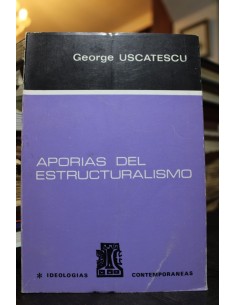 George USCATESCU
APORIAS DEL
ESTRUCTURALISMO
* IDEOLOGIAS CONTEMPORANEAS